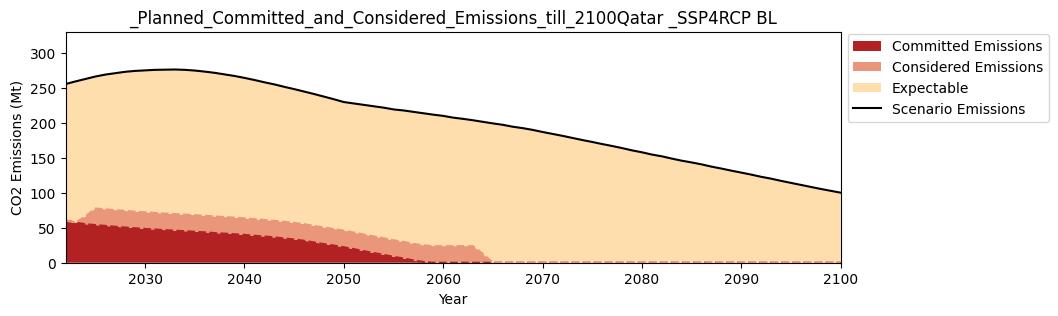 _Planned_Committed_and_Considered_Emissions_till_2100Qatar _SSP4RCP BL
300
250
200
150
100
50
0
CO2 Emissions (Mt)
2030 2040 2050 2060 2070 2080 2090 2100
Year
Committed Emissions
Considered Emissions
Expectable
Scenario Emissions